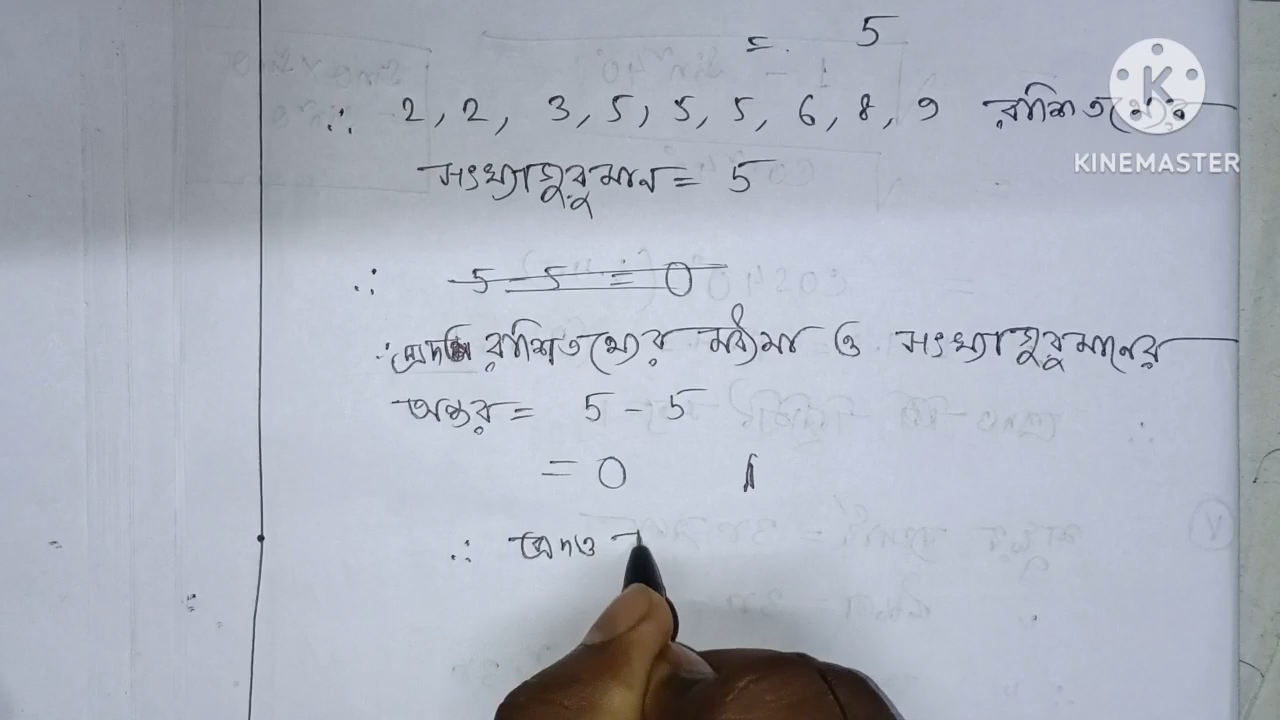 = 5
∴ 2, 2, 3, 5, 5, 5, 6, 8, 9 রাশিতথ্যের
সংখ্যাগুরুমান = 5
∴ 5 - 5 = 0
∴ প্রদত্ত রাশিতথ্যের মধ্যমা ও সংখ্যাগুরুমানের
অন্তর = 5 - 5
= 0
∴ প্রদত্ত
K
KINEMASTER